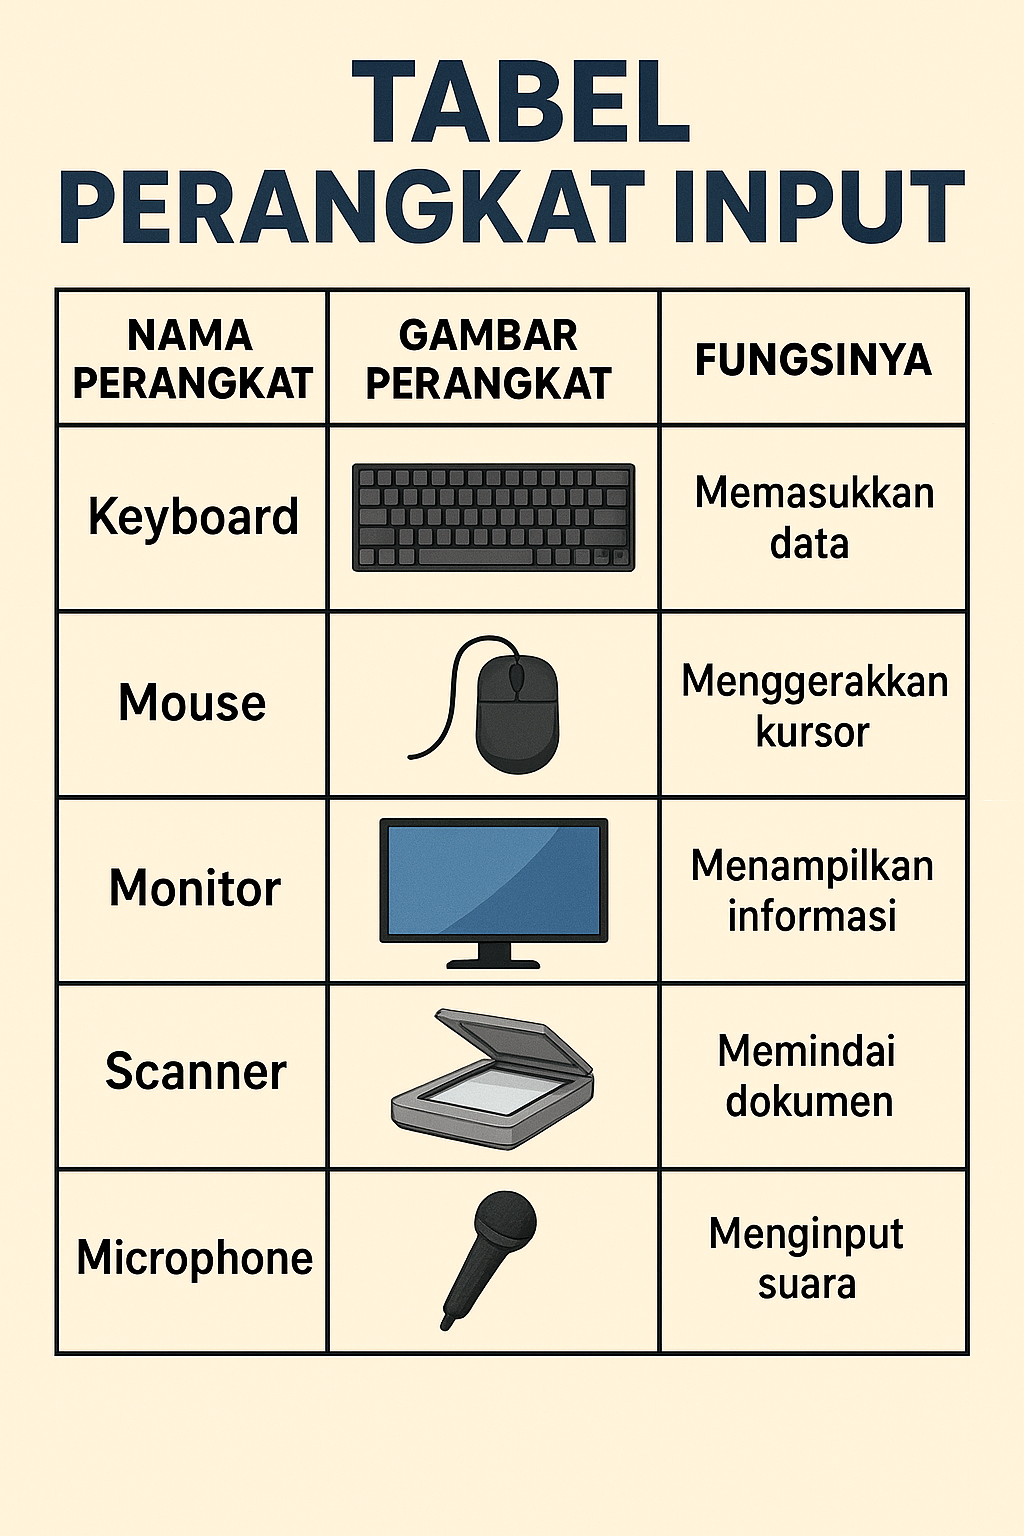 TABEL
PERANGKAT INPUT
NAMA
PERANGKAT
GAMBAR
PERANGKAT
FUNGSINYA
Keyboard
Memasukkan
data
Mouse
Menggerakkan
kursor
Monitor
Menampilkan
informasi
Scanner
Memindai
dokumen
Microphone
Menginput
suara